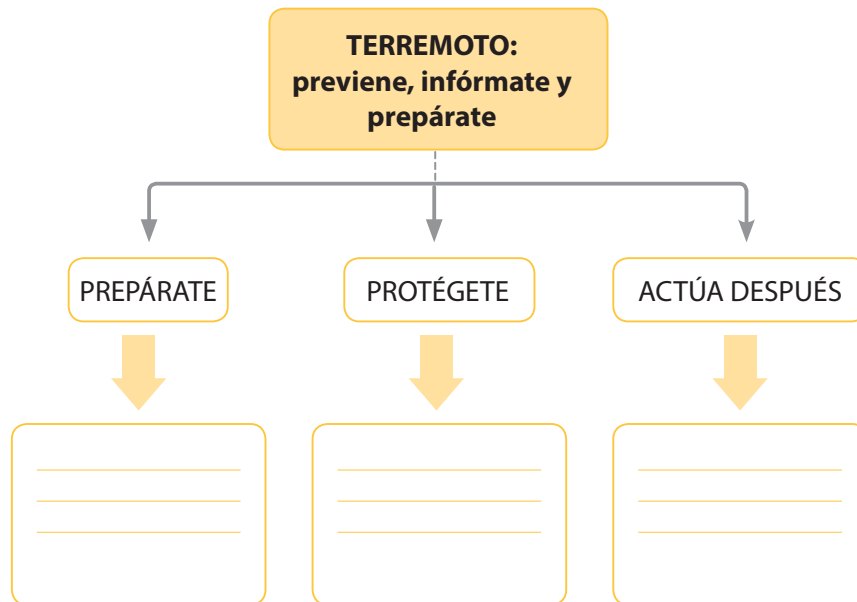 TERREMOTO:
previene, infórmate y
prepárate
PREPÁRATE
PROTÉGETE
ACTÚA DESPUÉS